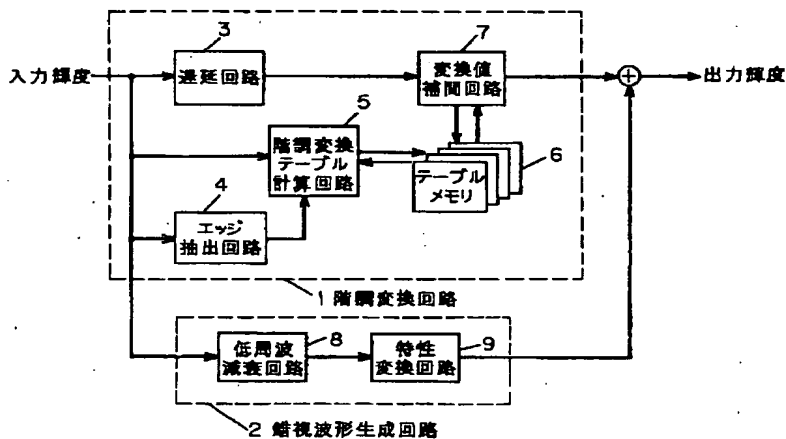 3
7
入力輝度
遅延回路
変換値
補間回路
出力輝度
5
階調変換
テーブル
計算回路
6
テーブル
メモリ
4
エッジ
抽出回路
1 階調変換回路
8
低周波
減衰回路
9
特性
変換回路
2 錯視波形生成回路